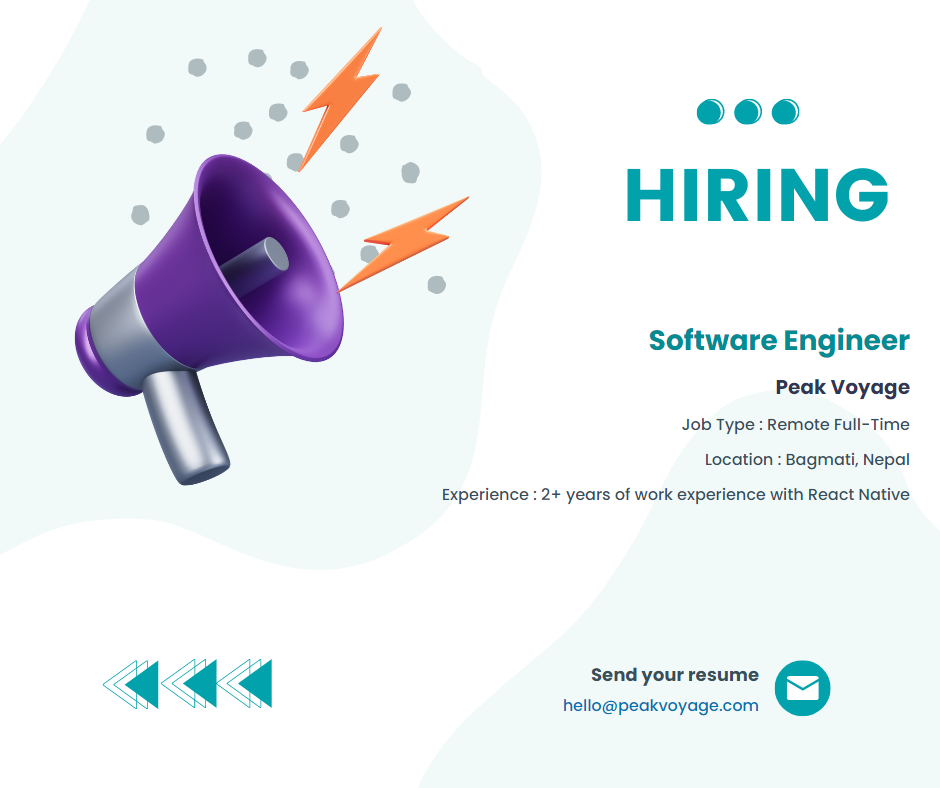 HIRING
Software Engineer
Peak Voyage
Job Type : Remote Full-Time
Location : Bagmati, Nepal
Experience : 2+ years of work experience with React Native
Send your resume
hello@peakvoyage.com